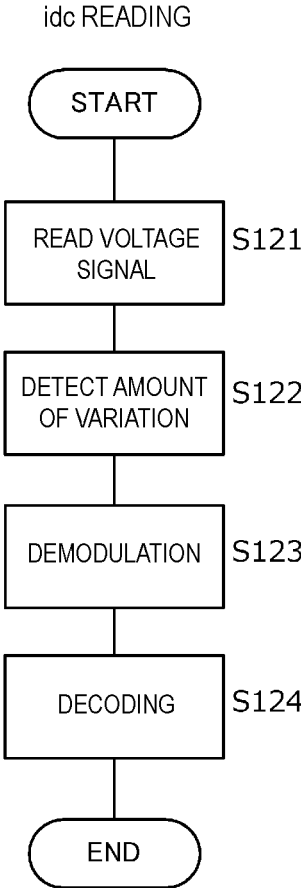 idc READING
START
READ VOLTAGE
SIGNAL
S121
DETECT AMOUNT
OF VARIATION
S122
DEMODULATION
S123
DECODING
S124
END